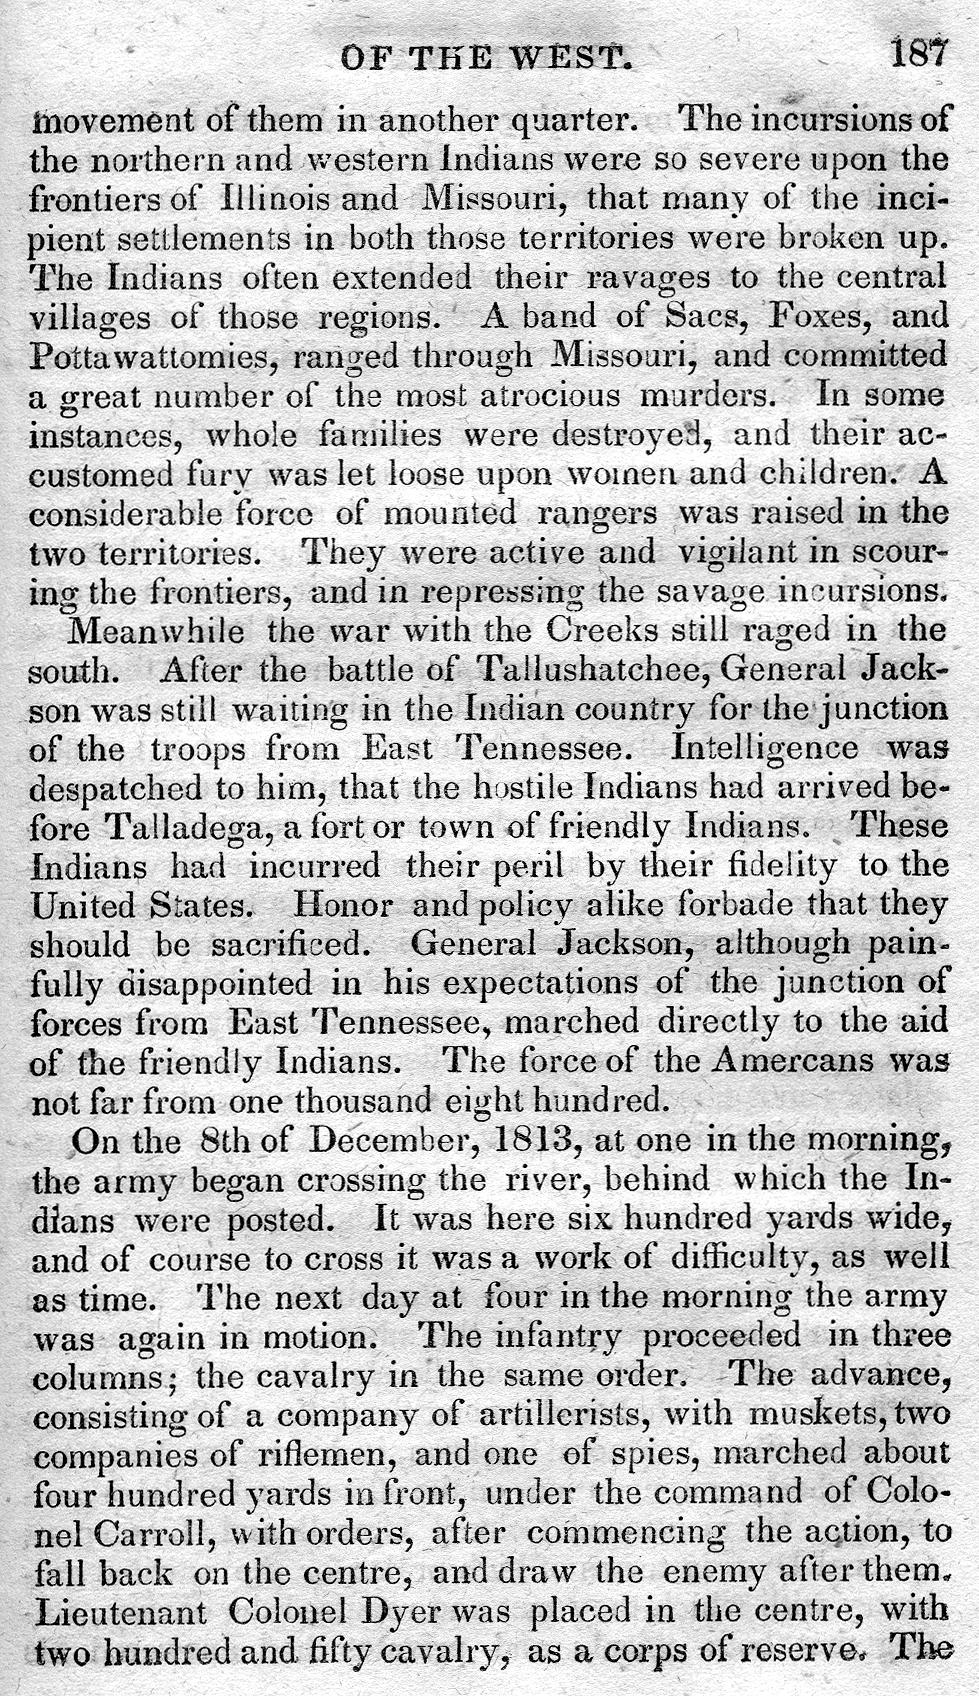 OF THE WEST. 187
movement of them in another quarter. The incursions of
the northern and western Indians were so severe upon the
frontiers of Illinois and Missouri, that many of the inci-
pient settlements in both those territories were broken up.
The Indians often extended their ravages to the central
villages of those regions. A band of Sacs, Foxes, and
Pottawattomies, ranged through Missouri, and committed
a great number of the most atrocious murders. In some
instances, whole families were destroyed, and their ac-
customed fury was let loose upon women and children. A
considerable force of mounted rangers was raised in the
two territories. They were active and vigilant in scour-
ing the frontiers, and in repressing the savage incursions.
Meanwhile the war with the Creeks still raged in the
south. After the battle of Tallushatchee, General Jack-
son was still waiting in the Indian country for the junction
of the troops from East Tennessee. Intelligence was
despatched to him, that the hostile Indians had arrived be-
fore Talladega, a fort or town of friendly Indians. These
Indians had incurred their peril by their fidelity to the
United States. Honor and policy alike forbade that they
should be sacrificed. General Jackson, although pain-
fully disappointed in his expectations of the junction of
forces from East Tennessee, marched directly to the aid
of the friendly Indians. The force of the Amercans was
not far from one thousand eight hundred.
On the 8th of December, 1813, at one in the morning,
the army began crossing the river, behind which the In-
dians were posted. It was here six hundred yards wide,
and of course to cross it was a work of difficulty, as well
as time. The next day at four in the morning the army
was again in motion. The infantry proceeded in three
columns; the cavalry in the same order. The advance,
consisting of a company of artillerists, with muskets, two
companies of riflemen, and one of spies, marched about
four hundred yards in front, under the command of Colo-
nel Carroll, with orders, after commencing the action, to
fall back on the centre, and draw the enemy after them.
Lieutenant Colonel Dyer was placed in the centre, with
two hundred and fifty cavalry, as a corps of reserve. The